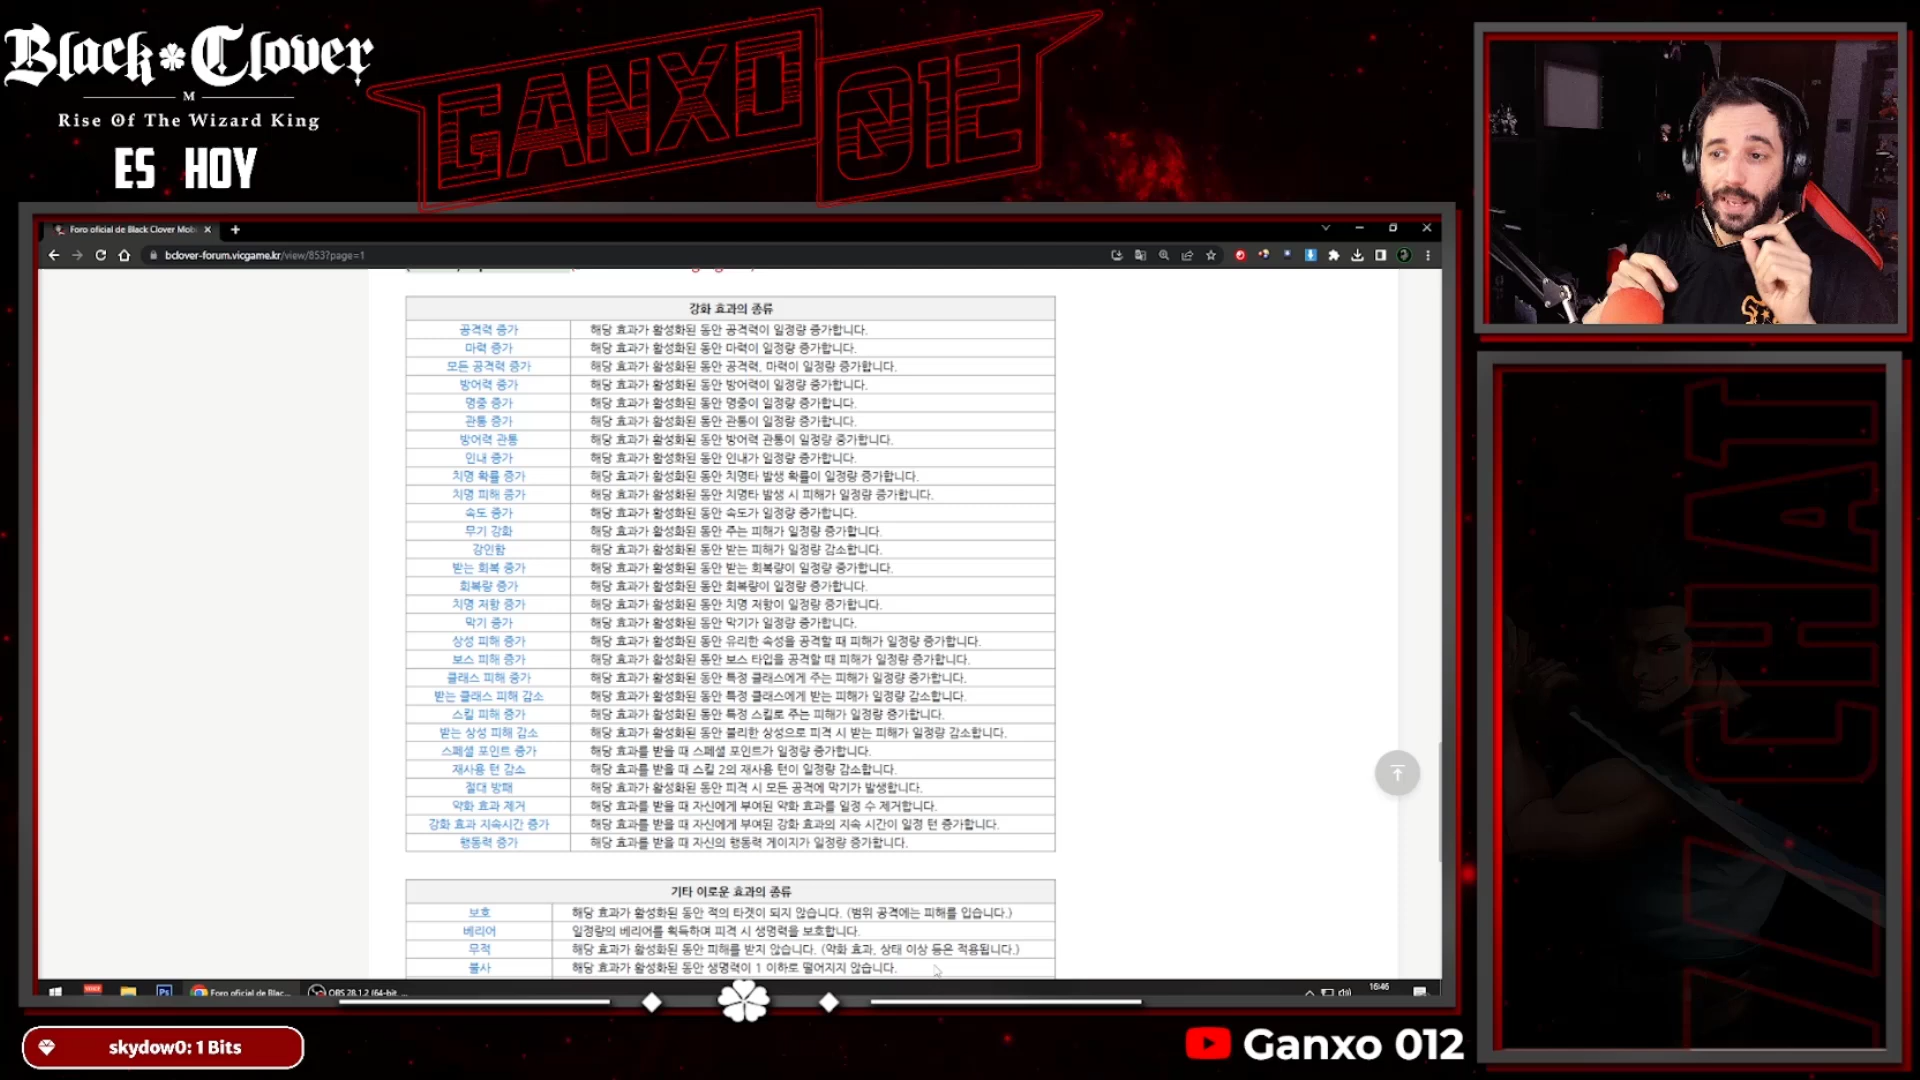 Black Clover
M
Rise Of The Wizard King
ES HOY
GANXO 012
Foro oficial de Black Clover Mobi
bclover-forum.vicgame.kr/view/853?page=1
강화 효과의 종류
공격력 증가 해당 효과가 활성화된 동안 공격력이 일정량 증가합니다.
마력 증가 해당 효과가 활성화된 동안 마력이 일정량 증가합니다.
모든 공격력 증가 해당 효과가 활성화된 동안 공격력, 마력이 일정량 증가합니다.
방어력 증가 해당 효과가 활성화된 동안 방어력이 일정량 증가합니다.
명중 증가 해당 효과가 활성화된 동안 명중이 일정량 증가합니다.
관통 증가 해당 효과가 활성화된 동안 관통이 일정량 증가합니다.
방어력 관통 해당 효과가 활성화된 동안 방어력 관통이 일정량 증가합니다.
인내 증가 해당 효과가 활성화된 동안 인내가 일정량 증가합니다.
치명 확률 증가 해당 효과가 활성화된 동안 치명타 발생 확률이 일정량 증가합니다.
치명 피해 증가 해당 효과가 활성화된 동안 치명타 발생 시 피해가 일정량 증가합니다.
속도 증가 해당 효과가 활성화된 동안 속도가 일정량 증가합니다.
무기 강화 해당 효과가 활성화된 동안 주는 피해가 일정량 증가합니다.
강인함 해당 효과가 활성화된 동안 받는 피해가 일정량 감소합니다.
받는 회복 증가 해당 효과가 활성화된 동안 받는 회복량이 일정량 증가합니다.
회복량 증가 해당 효과가 활성화된 동안 회복량이 일정량 증가합니다.
치명 저항 증가 해당 효과가 활성화된 동안 치명 저항이 일정량 증가합니다.
막기 증가 해당 효과가 활성화된 동안 막기가 일정량 증가합니다.
상성 피해 증가 해당 효과가 활성화된 동안 유리한 속성을 공격할 때 피해가 일정량 증가합니다.
보스 피해 증가 해당 효과가 활성화된 동안 보스 타입을 공격할 때 피해가 일정량 증가합니다.
클래스 피해 증가 해당 효과가 활성화된 동안 특정 클래스에게 주는 피해가 일정량 증가합니다.
받는 클래스 피해 감소 해당 효과가 활성화된 동안 특정 클래스에게 받는 피해가 일정량 감소합니다.
스킬 피해 증가 해당 효과가 활성화된 동안 특정 스킬로 주는 피해가 일정량 증가합니다.
받는 상성 피해 감소 해당 효과가 활성화된 동안 불리한 상성으로 피격 시 받는 피해가 일정량 감소합니다.
스페셜 포인트 증가 해당 효과를 받을 때 스페셜 포인트가 일정량 증가합니다.
재사용 턴 감소 해당 효과를 받을 때 스킬 2의 재사용 턴이 일정량 감소합니다.
절대 방패 해당 효과가 활성화된 동안 피격 시 모든 공격에 막기가 발생합니다.
약화 효과 제거 해당 효과를 받을 때 자신에게 부여된 약화 효과를 일정 수 제거합니다.
강화 효과 지속시간 증가 해당 효과를 받을 때 자신에게 부여된 강화 효과의 지속 시간이 일정 턴 증가합니다.
행동력 증가 해당 효과를 받을 때 자신의 행동력 게이지가 일정량 증가합니다.
기타 이로운 효과의 종류
보호 해당 효과가 활성화된 동안 적의 타겟이 되지 않습니다. (범위 공격에는 피해를 입습니다.)
베리어 일정량의 베리어를 획득하며 피격 시 생명력을 보호합니다.
무적 해당 효과가 활성화된 동안 피해를 받지 않습니다. (약화 효과, 상태 이상 등은 적용됩니다.)
불사 해당 효과가 활성화된 동안 생명력이 1 이하로 떨어지지 않습니다.
Ps
Foro oficial de Blac...
OBS 28.1.2 (64-bit, ...
16:46
skydow0: 1 Bits
Ganxo 012
CHAT